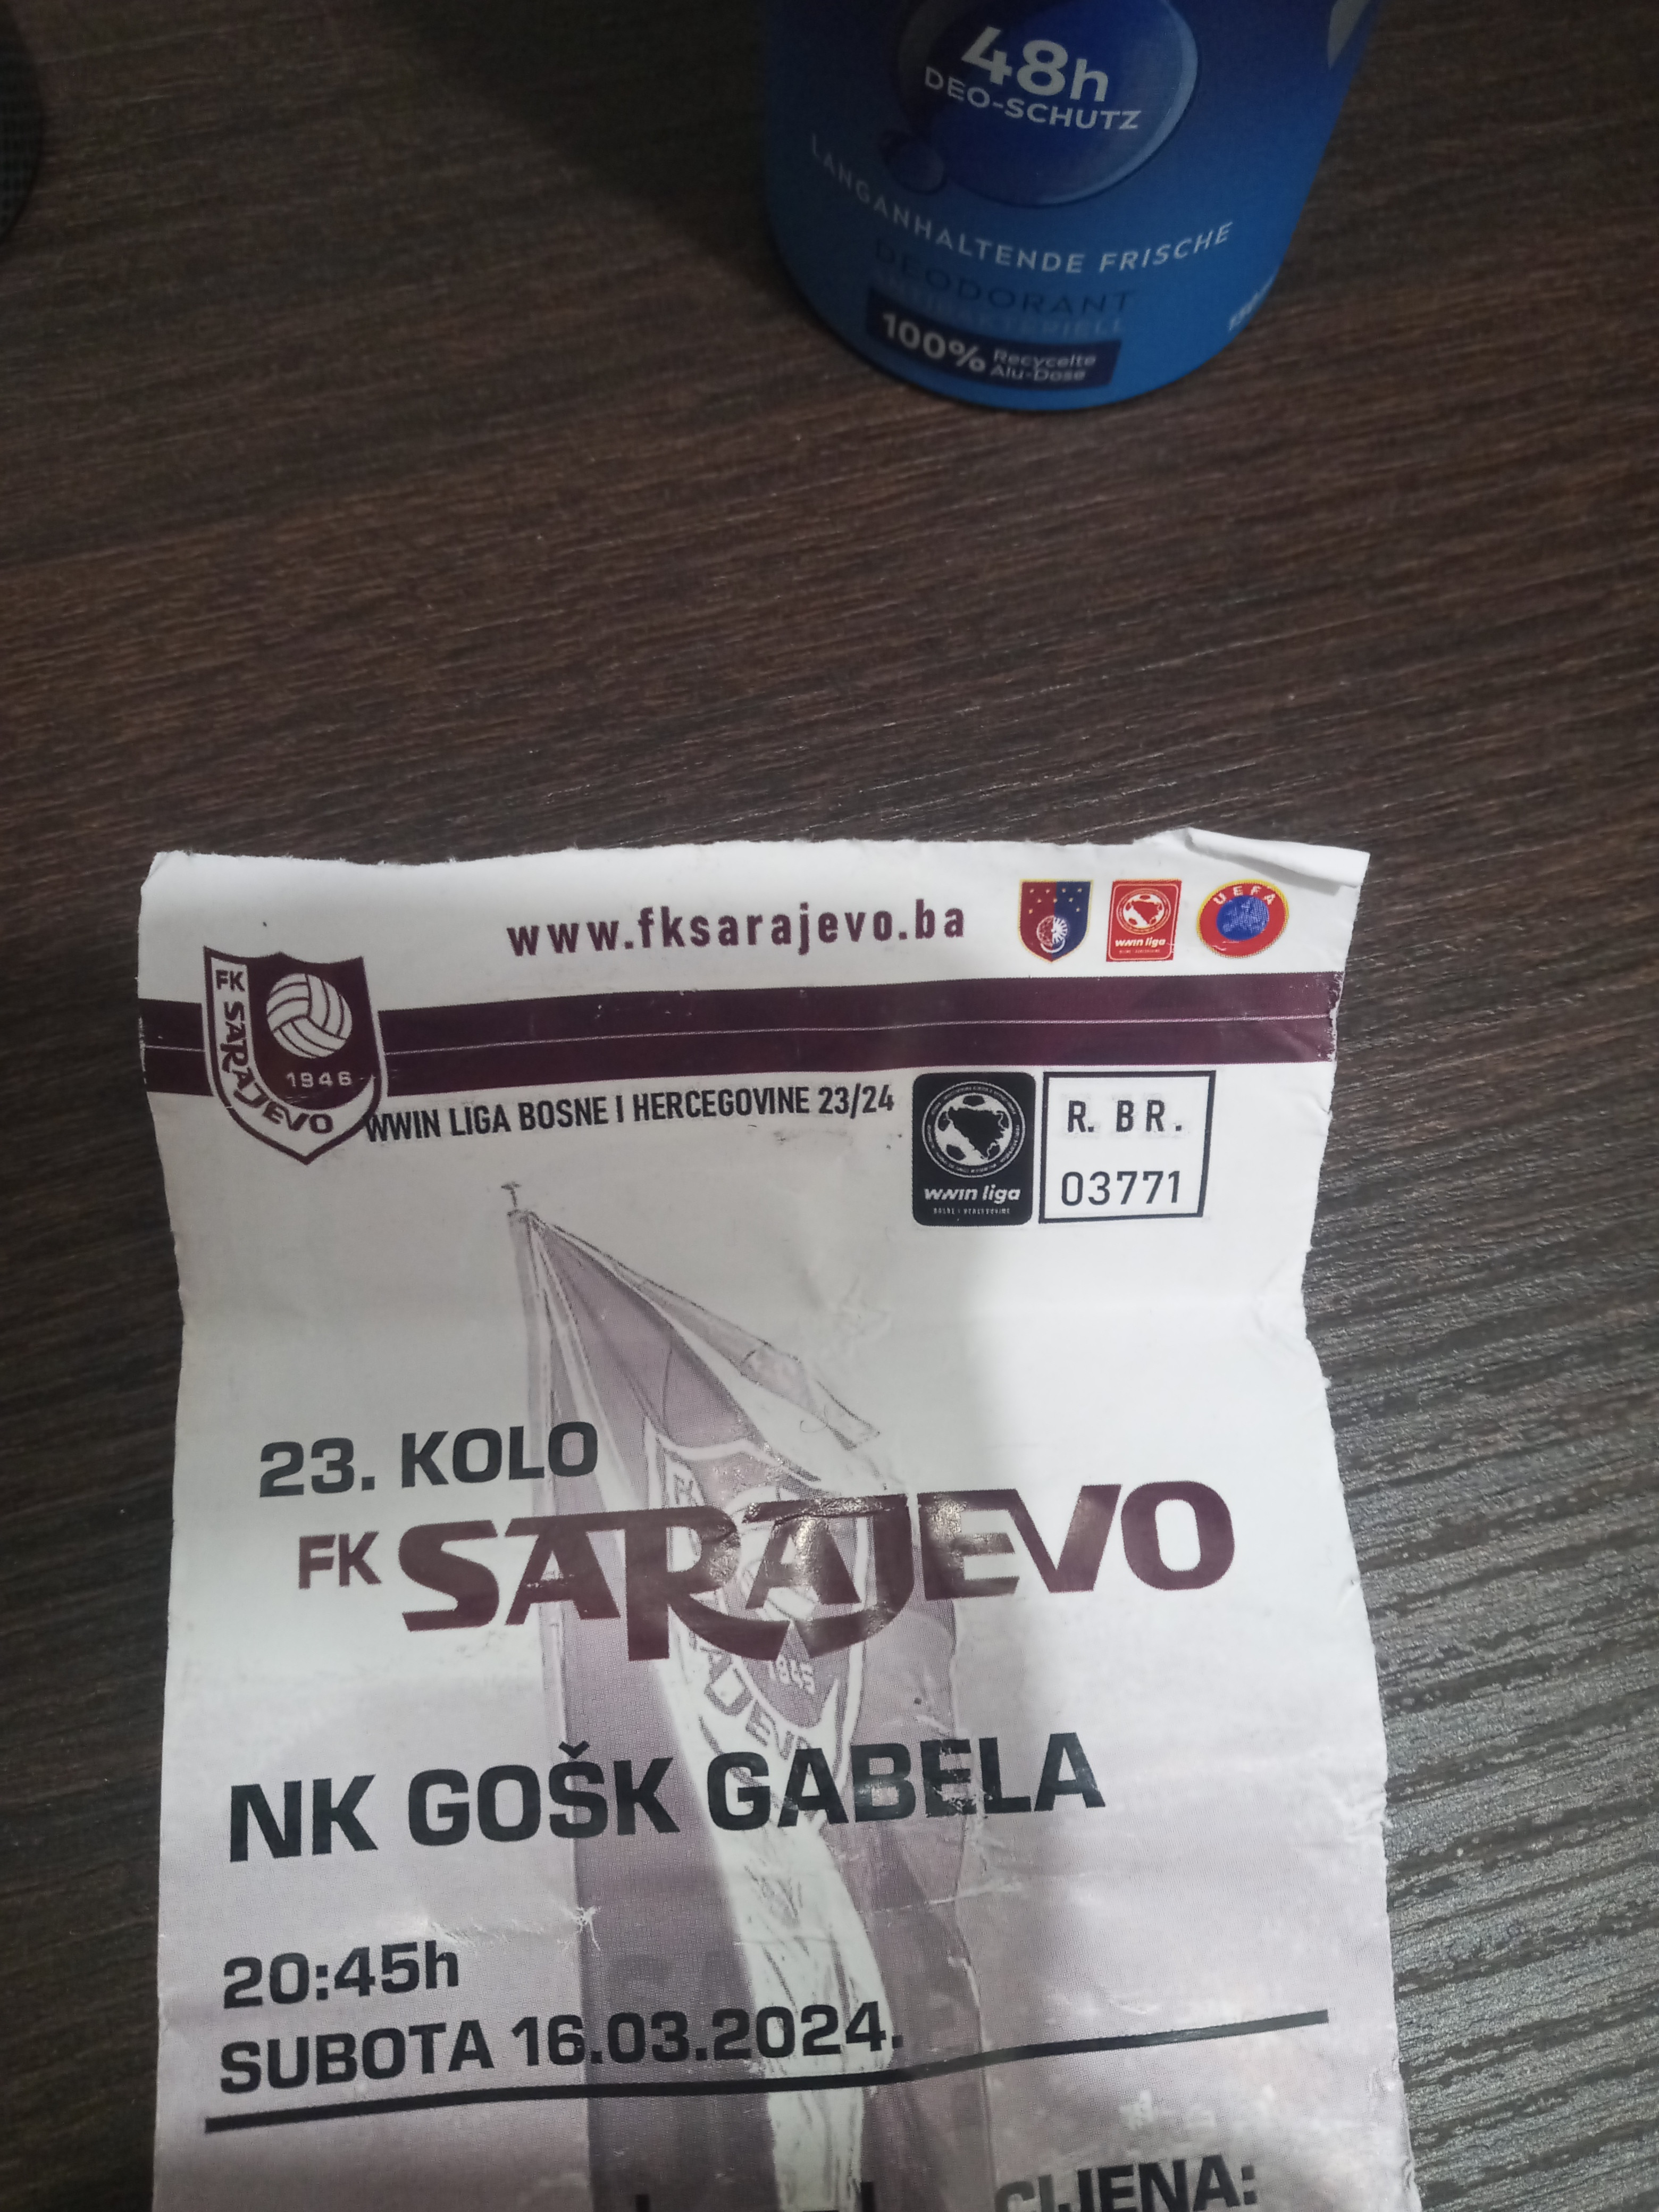 48h
DEO-SCHUTZ
LANGANHALTENDE FRISCHE
DEODORANT
100% Recycelte
Alu-Dose
www.fksarajevo.ba
wwin liga
UEFA
FK
SARAJEVO
1946
WWIN LIGA BOSNE I HERCEGOVINE 23/24
wwin liga
BOSNE I HERCEGOVINE
R. BR.
03771
23. KOLO
FK SARAJEVO
NK GOŠK GABELA
20:45h
SUBOTA 16.03.2024.
CIJENA: